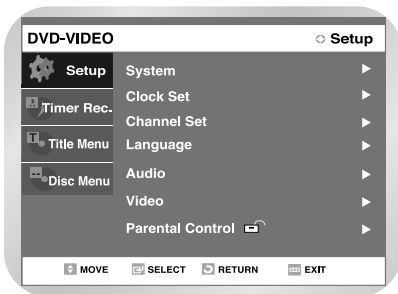 DVD-VIDEO Setup
Setup
Timer Rec.
Title Menu
Disc Menu
System
Clock Set
Channel Set
Language
Audio
Video
Parental Control
MOVE SELECT RETURN EXIT